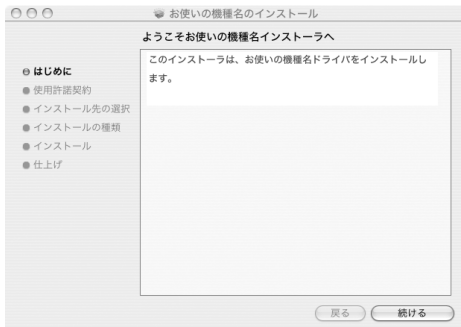 お使いの機種名のインストール
ようこそお使いの機種名インストーラへ
このインストーラは、お使いの機種名ドライバをインストールし
ます。
はじめに
使用許諾契約
インストール先の選択
インストールの種類
インストール
仕上げ
戻る
続ける